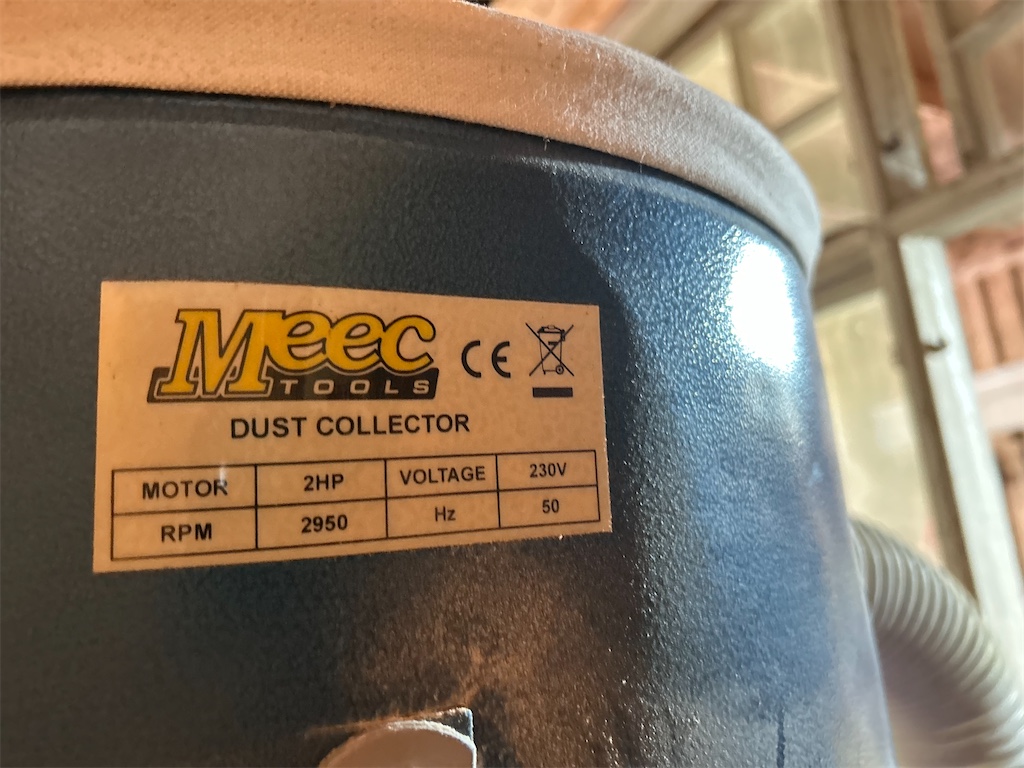 Meec
TOOLS
CE
DUST COLLECTOR
MOTOR 2HP VOLTAGE 230V
RPM 2950 Hz 50